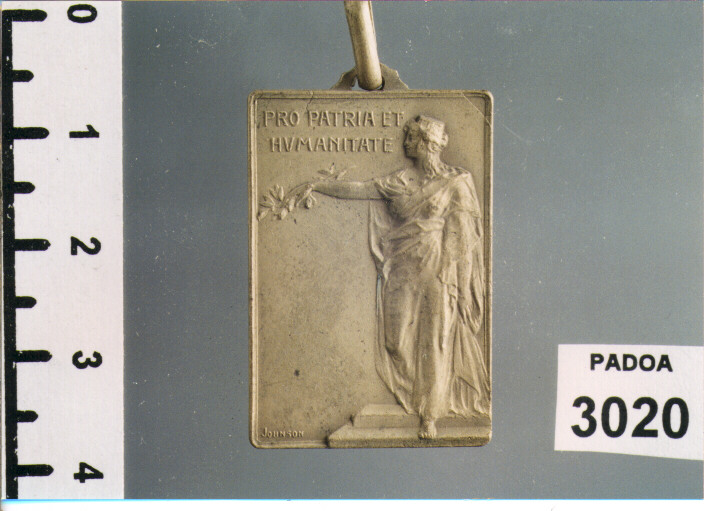 PRO PATRIA ET
HVMANITATE
JOHNSON
0
1
2
3
4
PADOA
3020